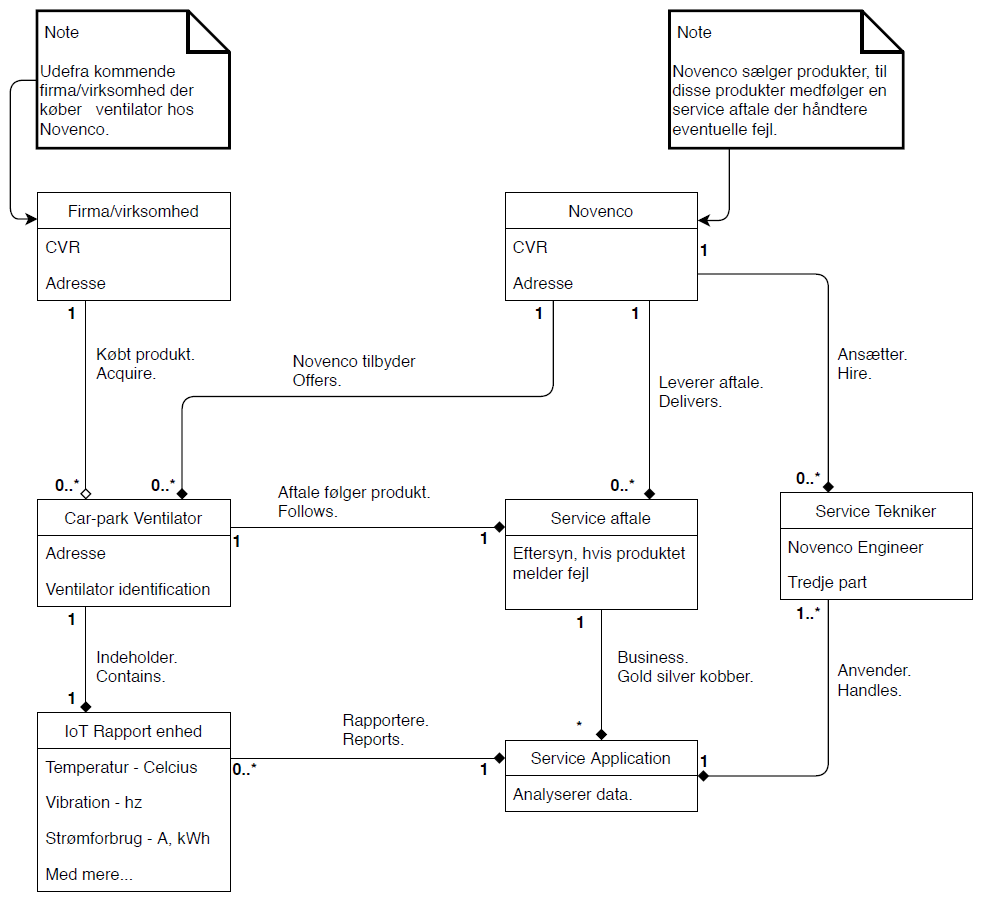 Note
Udefra kommende
firma/virksomhed der
køber ventilator hos
Novenco.
Note
Novenco sælger produkter, til
disse produkter medfølger en
service aftale der håndtere
eventuelle fejl.
Firma/virksomhed
CVR
Adresse
1
Novenco
CVR
Adresse
1
1
1
Købt produkt.
Acquire.
Novenco tilbyder
Offers.
Leverer aftale.
Delivers.
Ansætter.
Hire.
0..*
0..*
0..*
0..*
Car-park Ventilator
Adresse
Ventilator identification
1
1
Aftale følger produkt.
Follows.
1
Service aftale
Eftersyn, hvis produktet
melder fejl
1
Service Tekniker
Novenco Engineer
Tredje part
1..*
Indeholder.
Contains.
1
Business.
Gold silver kobber.
*
Anvender.
Handles.
IoT Rapport enhed
Temperatur - Celcius
Vibration - hz
Strømforbrug - A, kWh
Med mere...
0..*
Rapportere.
Reports.
1
Service Application
Analyserer data.
1